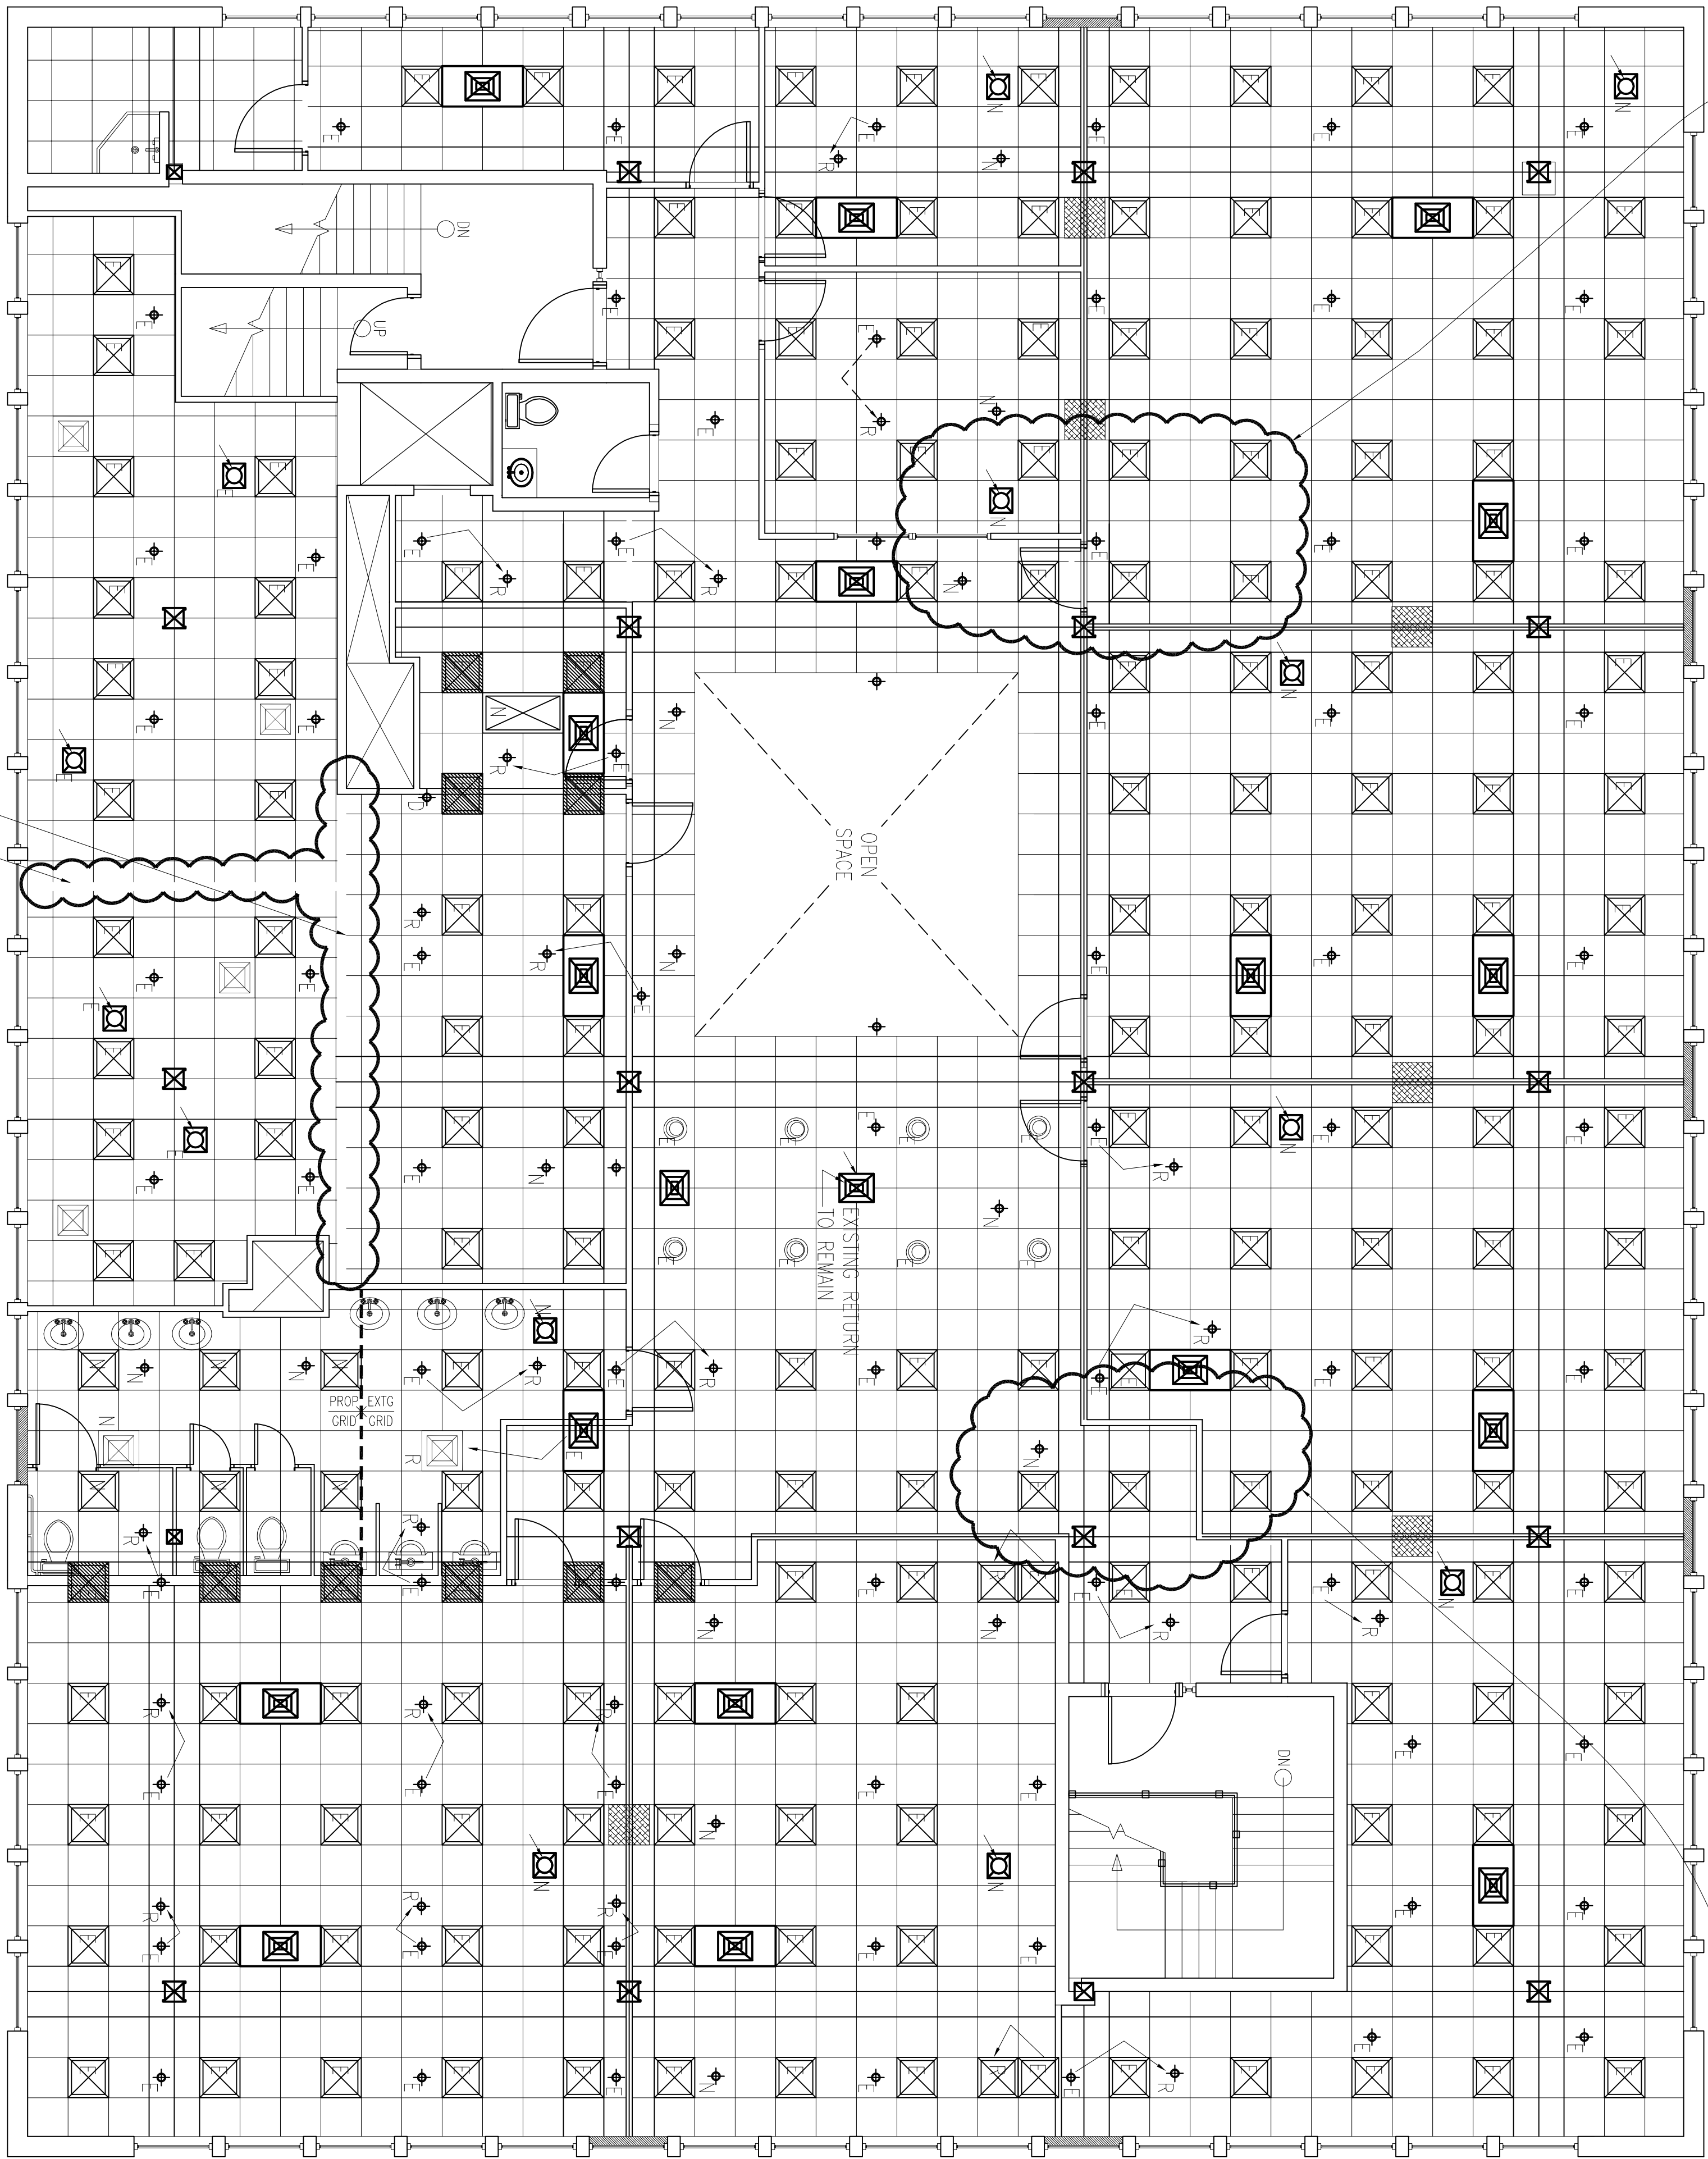 DN
UP
OPEN
SPACE
EXISTING RETURN
TO REMAIN
PROP EXTG
GRID GRID
DN
E
N
R
D